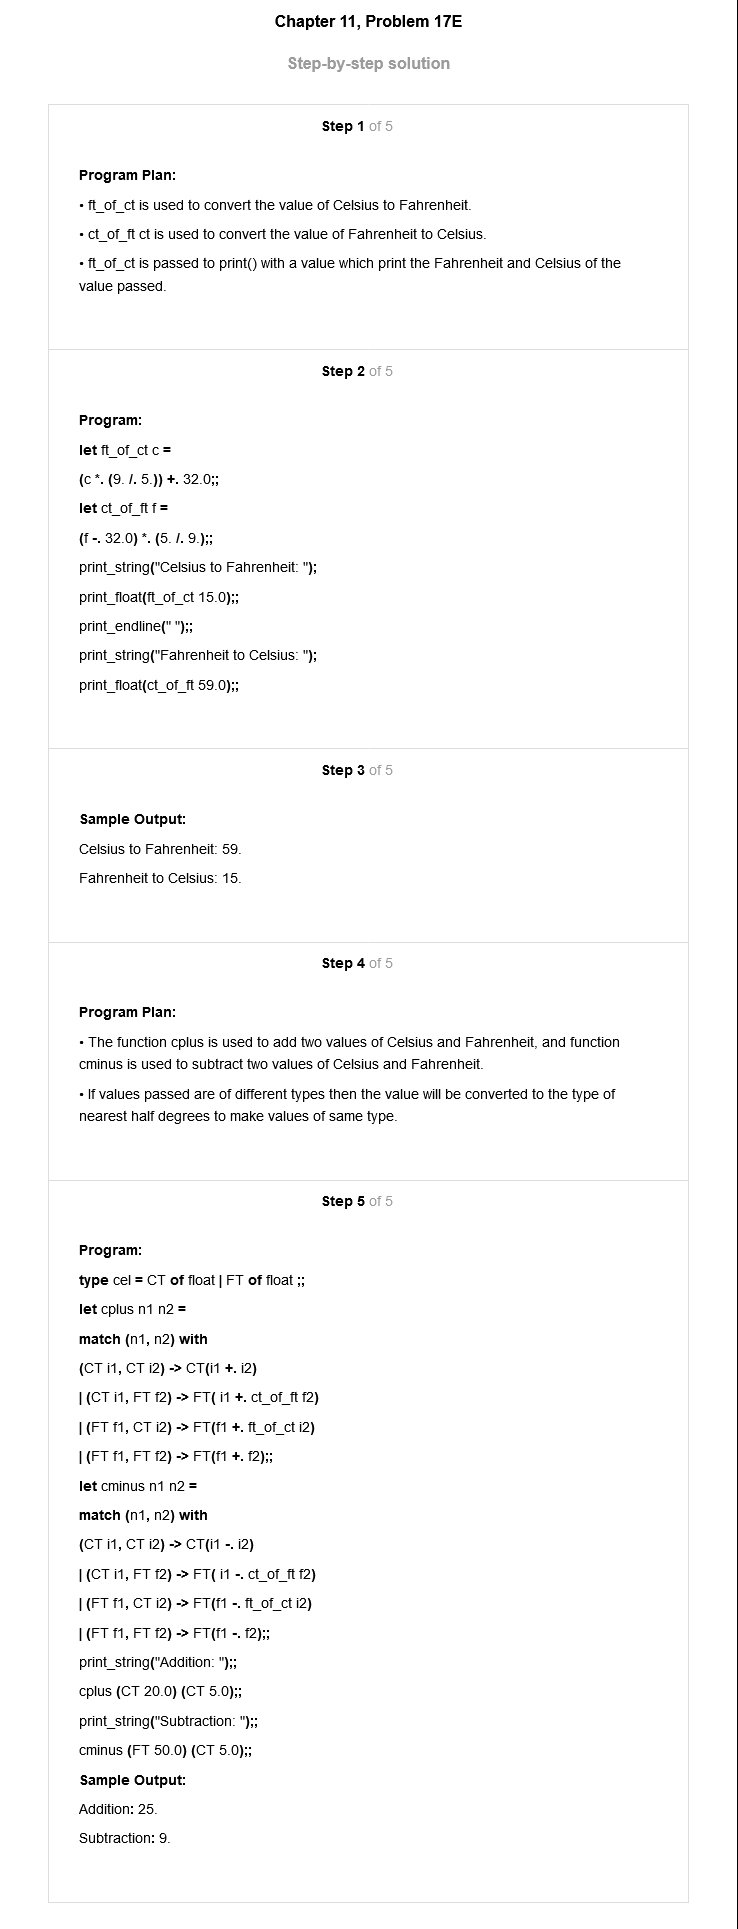 Chapter 11, Problem 17E
Step-by-step solution
Step 1 of 5
Program Plan:
• ft_of_ct is used to convert the value of Celsius to Fahrenheit.
• ct_of_ft ct is used to convert the value of Fahrenheit to Celsius.
• ft_of_ct is passed to print() with a value which print the Fahrenheit and Celsius of the
value passed.
Step 2 of 5
Program:
let ft_of_ct c =
(c *. (9. /. 5.)) +. 32.0;;
let ct_of_ft f =
(f -. 32.0) *. (5. /. 9.);;
print_string("Celsius to Fahrenheit: ");
print_float(ft_of_ct 15.0);;
print_endline(" ");;
print_string("Fahrenheit to Celsius: ");
print_float(ct_of_ft 59.0);;
Step 3 of 5
Sample Output:
Celsius to Fahrenheit: 59.
Fahrenheit to Celsius: 15.
Step 4 of 5
Program Plan:
• The function cplus is used to add two values of Celsius and Fahrenheit, and function
cminus is used to subtract two values of Celsius and Fahrenheit.
• If values passed are of different types then the value will be converted to the type of
nearest half degrees to make values of same type.
Step 5 of 5
Program:
type cel = CT of float | FT of float ;;
let cplus n1 n2 =
match (n1, n2) with
(CT i1, CT i2) -> CT(i1 +. i2)
| (CT i1, FT f2) -> FT( i1 +. ct_of_ft f2)
| (FT f1, CT i2) -> FT(f1 +. ft_of_ct i2)
| (FT f1, FT f2) -> FT(f1 +. f2);;
let cminus n1 n2 =
match (n1, n2) with
(CT i1, CT i2) -> CT(i1 -. i2)
| (CT i1, FT f2) -> FT( i1 -. ct_of_ft f2)
| (FT f1, CT i2) -> FT(f1 -. ft_of_ct i2)
| (FT f1, FT f2) -> FT(f1 -. f2);;
print_string("Addition: ");;
cplus (CT 20.0) (CT 5.0);;
print_string("Subtraction: ");;
cminus (FT 50.0) (CT 5.0);;
Sample Output:
Addition: 25.
Subtraction: 9.